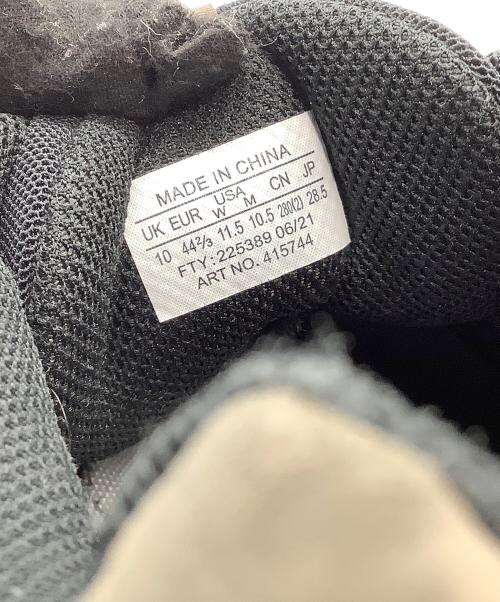 MADE IN CHINA
USA
UK EUR W M CN JP
10 44⅔ 11.5 10.5 280(2) 28.5
FTY: 225389 06/21
ART NO. 415744